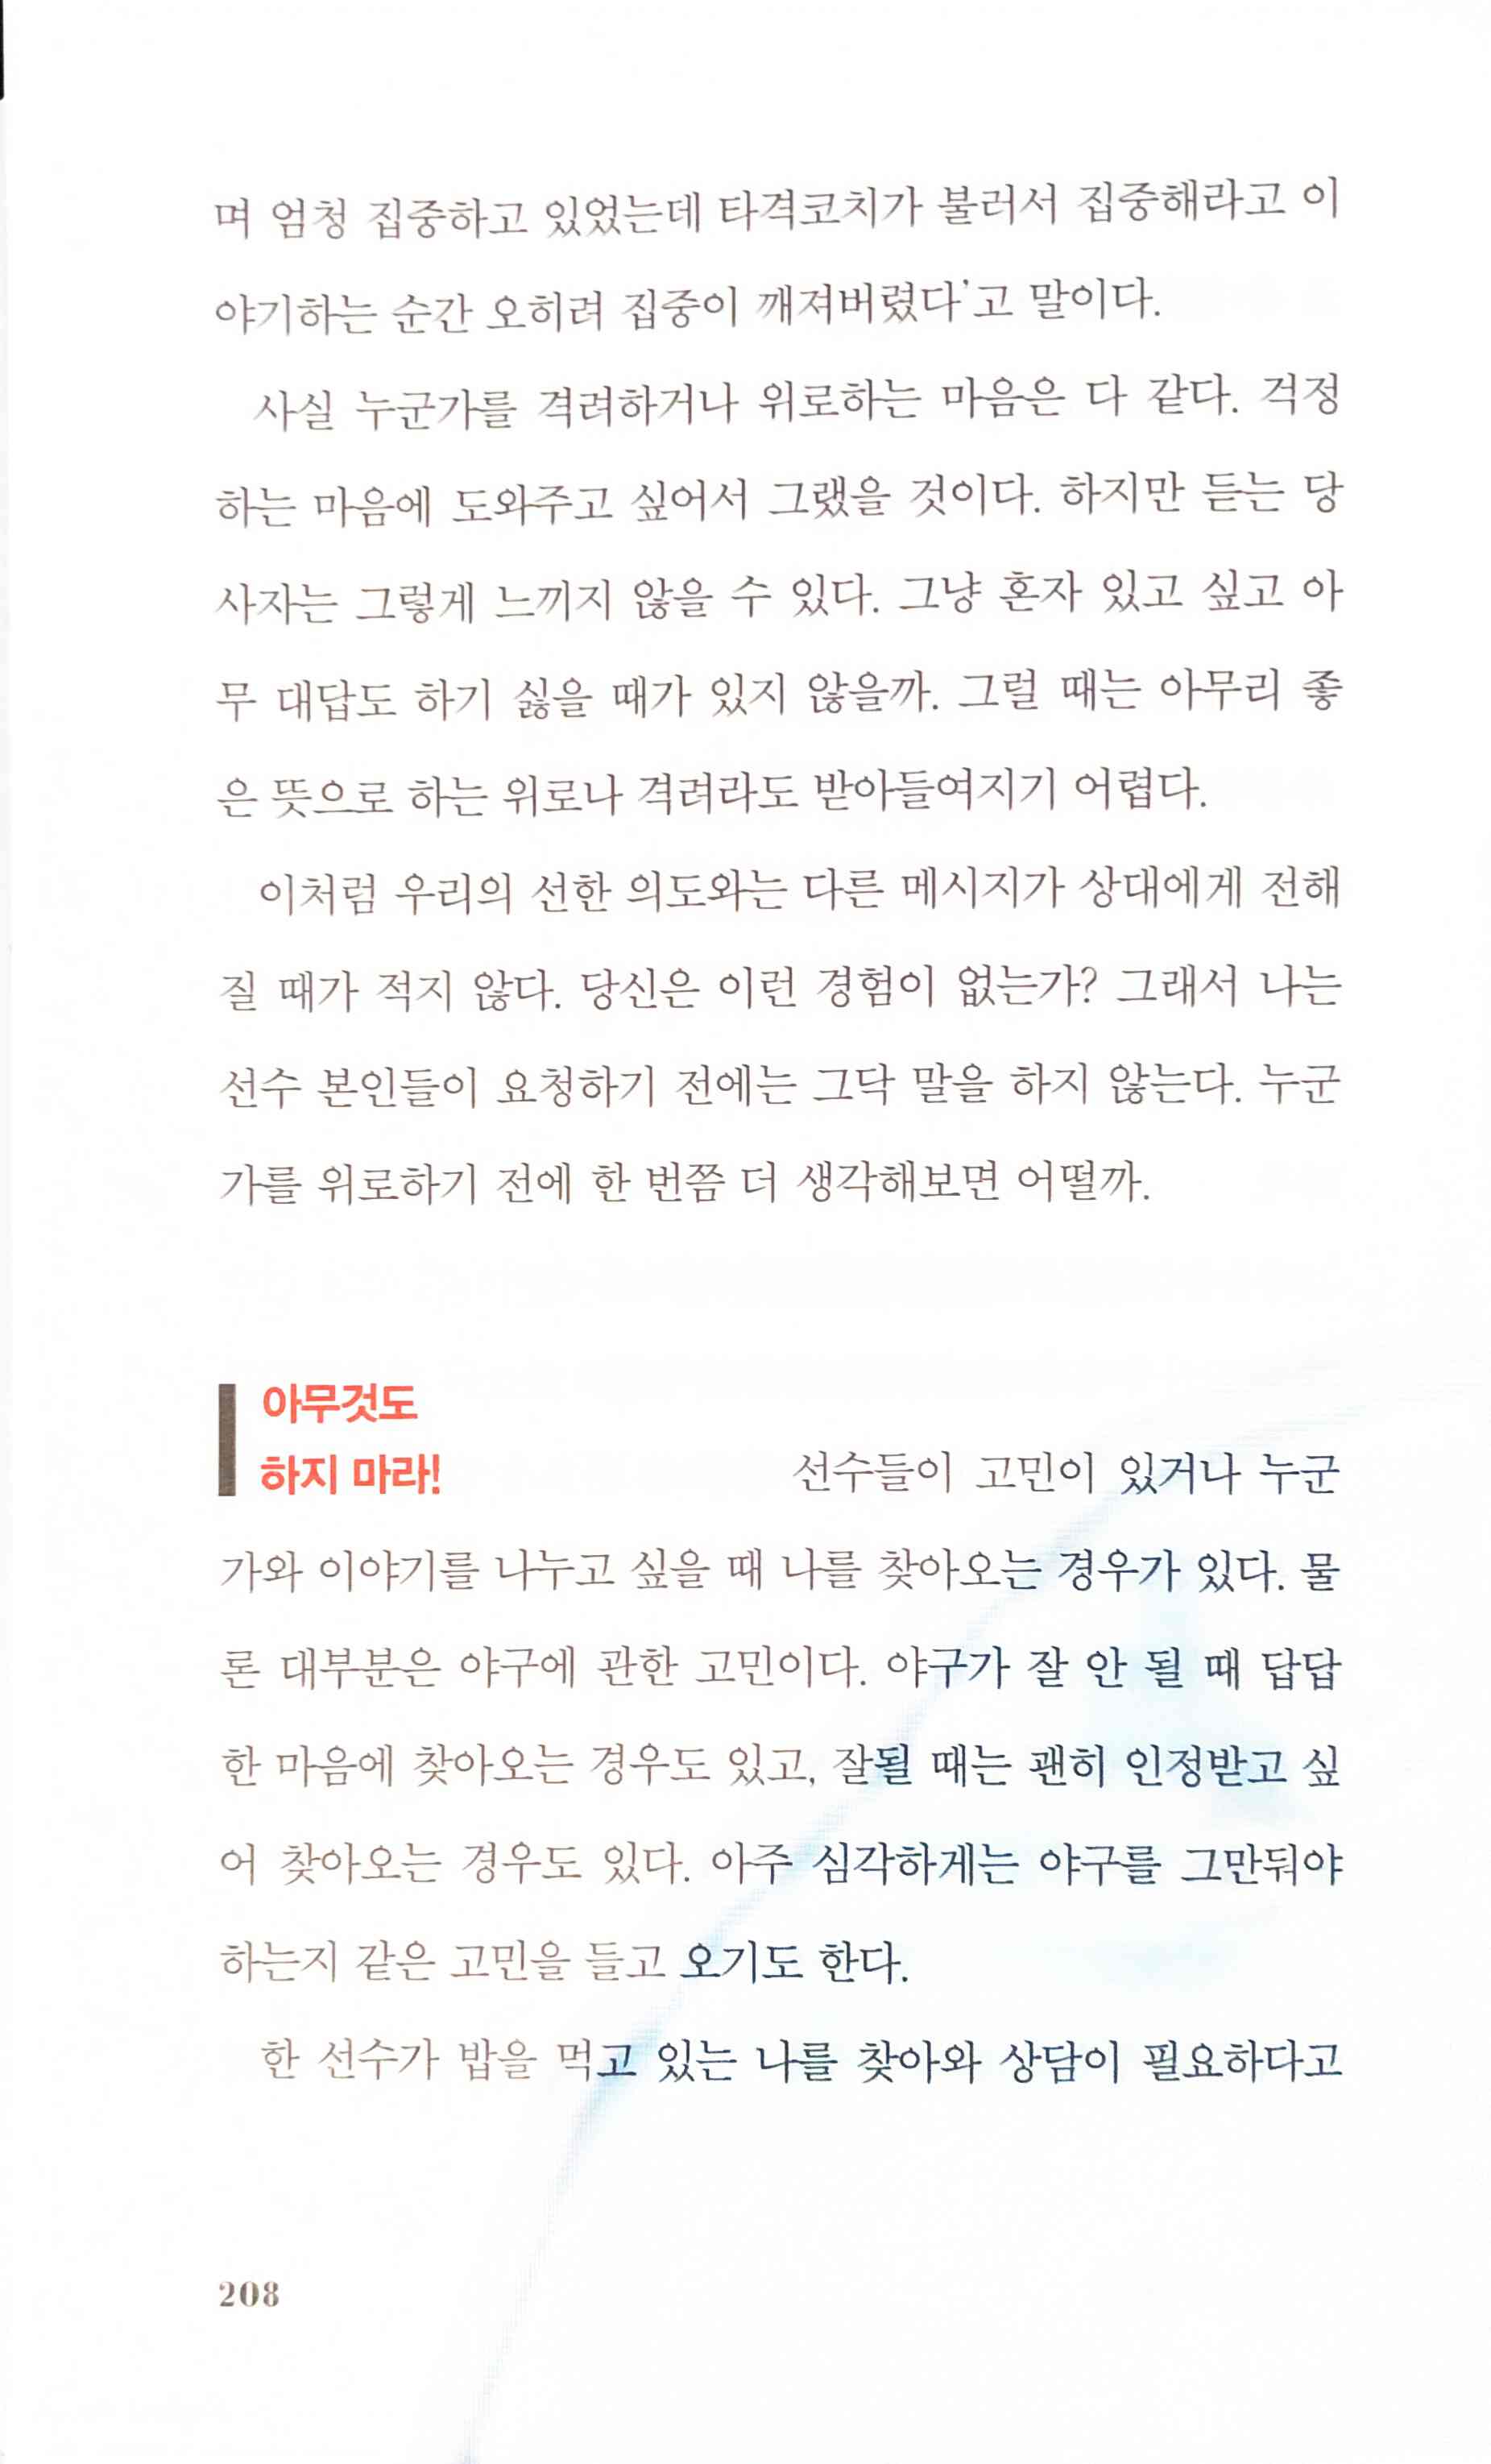 며 엄청 집중하고 있었는데 타격코치가 불러서 집중해라고 이
야기하는 순간 오히려 집중이 깨져버렸다'고 말이다.
사실 누군가를 격려하거나 위로하는 마음은 다 같다. 걱정
하는 마음에 도와주고 싶어서 그랬을 것이다. 하지만 듣는 당
사자는 그렇게 느끼지 않을 수 있다. 그냥 혼자 있고 싶고 아
무 대답도 하기 싫을 때가 있지 않을까. 그럴 때는 아무리 좋
은 뜻으로 하는 위로나 격려라도 받아들여지기 어렵다.
이처럼 우리의 선한 의도와는 다른 메시지가 상대에게 전해
질 때가 적지 않다. 당신은 이런 경험이 없는가? 그래서 나는
선수 본인들이 요청하기 전에는 그닥 말을 하지 않는다. 누군
가를 위로하기 전에 한 번쯤 더 생각해보면 어떨까.
아무것도
하지 마라!
선수들이 고민이 있거나 누군
가와 이야기를 나누고 싶을 때 나를 찾아오는 경우가 있다. 물
론 대부분은 야구에 관한 고민이다. 야구가 잘 안 될 때 답답
한 마음에 찾아오는 경우도 있고, 잘될 때는 괜히 인정받고 싶
어 찾아오는 경우도 있다. 아주 심각하게는 야구를 그만둬야
하는지 같은 고민을 들고 오기도 한다.
한 선수가 밥을 먹고 있는 나를 찾아와 상담이 필요하다고
208